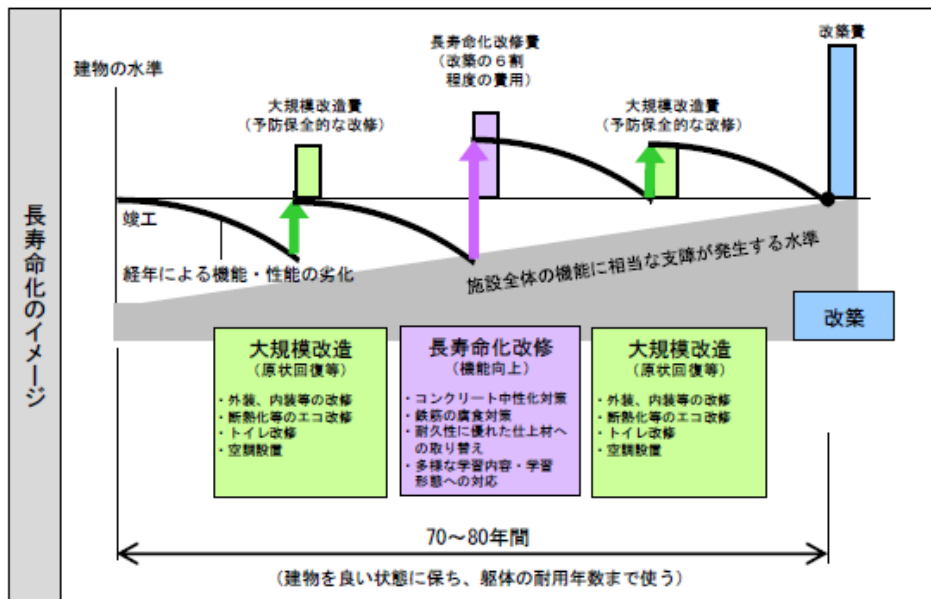 長寿命化のイメージ
建物の水準
大規模改造費
（予防保全的な改修）
長寿命化改修費
（改築の６割
程度の費用）
大規模改造費
（予防保全的な改修）
改築費
竣工
経年による機能・性能の劣化
施設全体の機能に相当な支障が発生する水準
大規模改造
（原状回復等）
・外装、内装等の改修
・断熱化等のエコ改修
・トイレ改修
・空調設置
長寿命化改修
（機能向上）
・コンクリート中性化対策
・鉄筋の腐食対策
・耐久性に優れた仕上材へ
の取り替え
・多様な学習内容・学習
形態への対応
大規模改造
（原状回復等）
・外装、内装等の改修
・断熱化等のエコ改修
・トイレ改修
・空調設置
改築
70～80年間
（建物を良い状態に保ち、躯体の耐用年数まで使う）